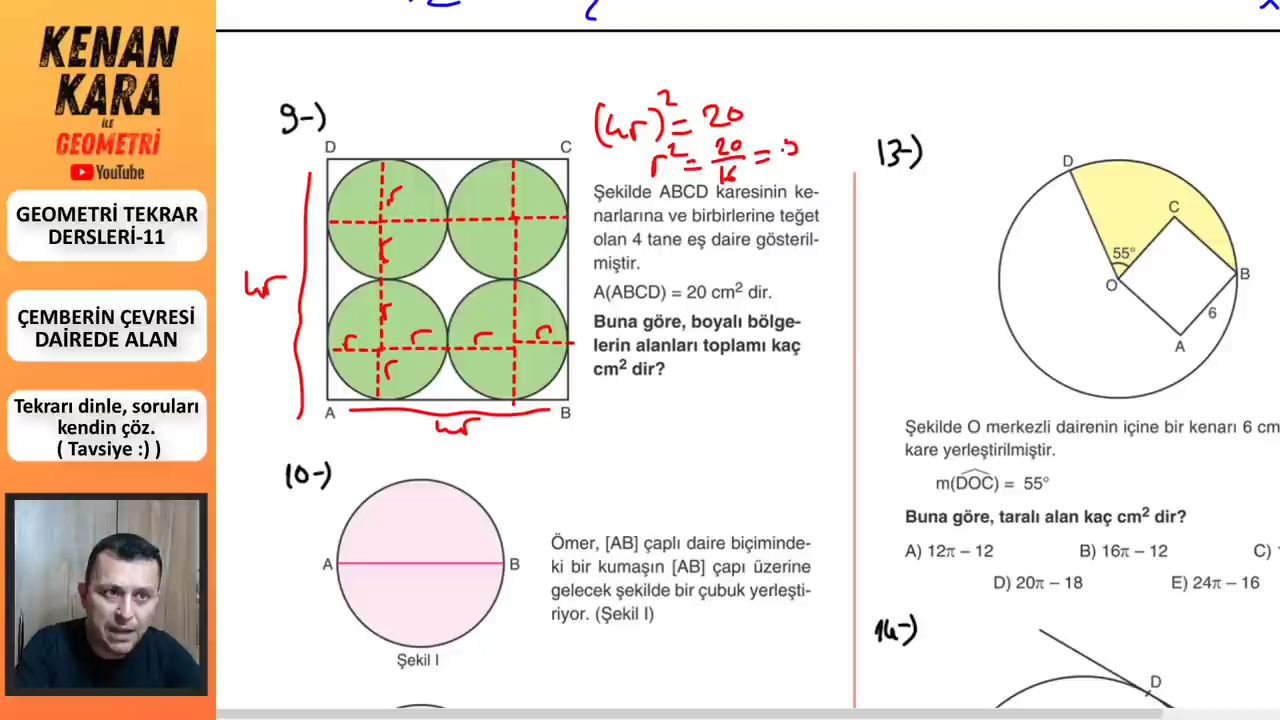 KENAN
KARA
İLE
GEOMETRİ
YouTube
GEOMETRİ TEKRAR
DERSLERİ-11
ÇEMBERİN ÇEVRESİ
DAİREDE ALAN
Tekrarı dinle, soruları
kendin çöz.
( Tavsiye :) )
9-)
D C
r
r
r
r r r r
r
4r
A B
4r
(4r)² = 20
r² = 20/16 =
Şekilde ABCD karesinin ke-
narlarına ve birbirlerine teğet
olan 4 tane eş daire gösteril-
miştir.
A(ABCD) = 20 cm² dir.
Buna göre, boyalı bölge-
lerin alanları toplamı kaç
cm² dir?
10-)
A B
Şekil I
Ömer, [AB] çaplı daire biçiminde-
ki bir kumaşın [AB] çapı üzerine
gelecek şekilde bir çubuk yerleşti-
riyor. (Şekil I)
13-)
D
C
55°
O
B
6
A
Şekilde O merkezli dairenin içine bir kenarı 6 cm
kare yerleştirilmiştir.
m(DOC) = 55°
Buna göre, taralı alan kaç cm² dir?
A) 12π – 12 B) 16π – 12 C)
D) 20π – 18 E) 24π – 16
14-)
D